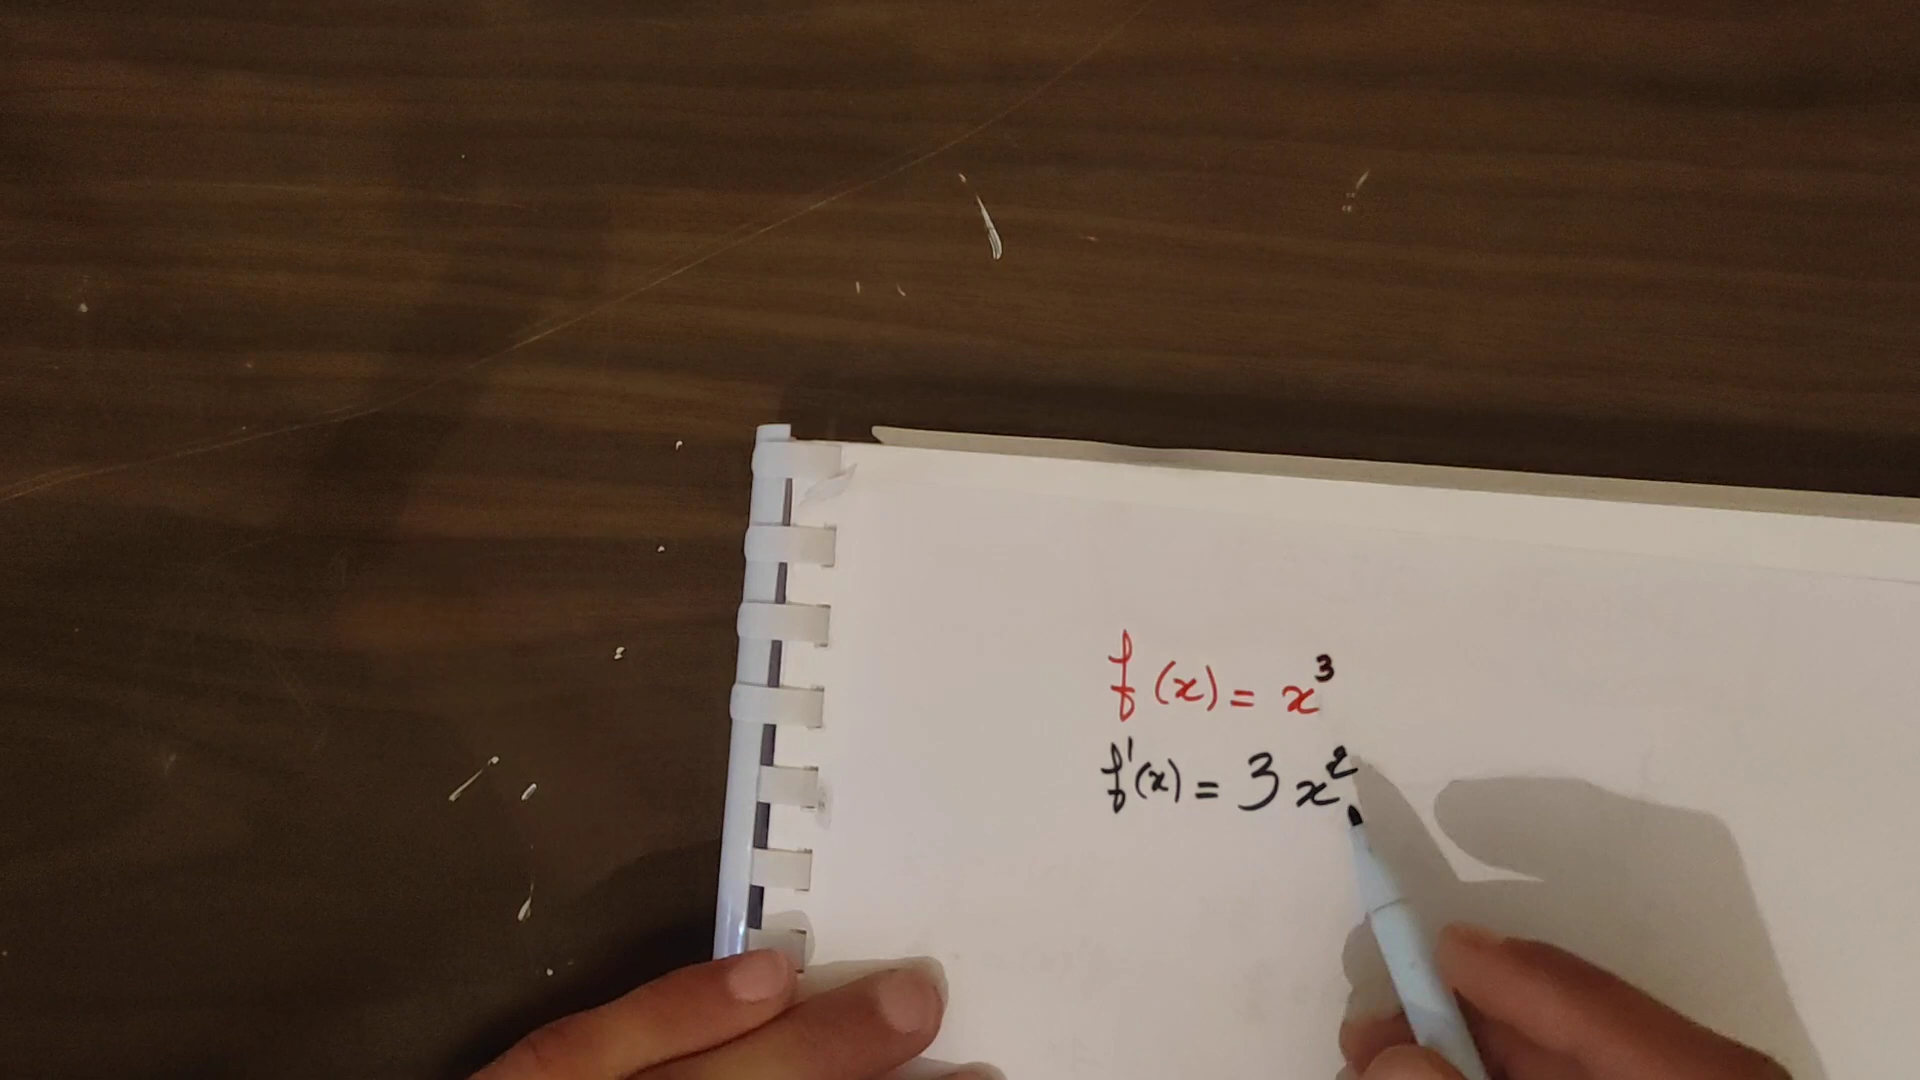 f(x) = x³
f'(x) = 3x²